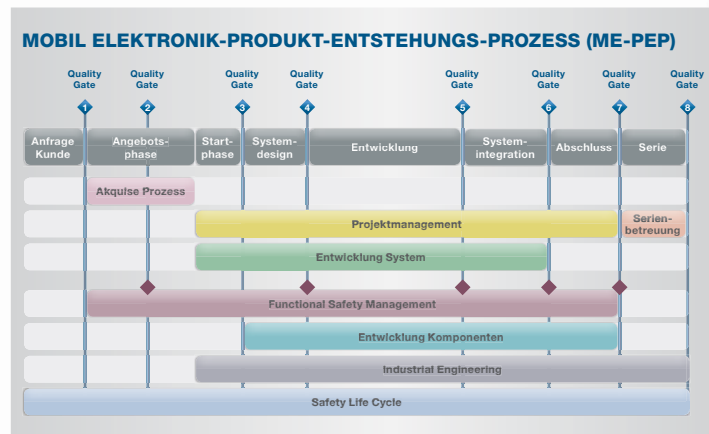 MOBIL ELEKTRONIK-PRODUKT-ENTSTEHUNGS-PROZESS (ME-PEP)
Quality
Gate
Quality
Gate
Quality
Gate
Quality
Gate
Quality
Gate
Quality
Gate
Quality
Gate
Quality
Gate
1
2
3
4
5
6
7
8
Anfrage
Kunde
Angebots-
phase
Start-
phase
System-
design
Entwicklung
System-
integration
Abschluss
Serie
Akquise Prozess
Projektmanagement
Serien-
betreuung
Entwicklung System
Functional Safety Management
Entwicklung Komponenten
Industrial Engineering
Safety Life Cycle